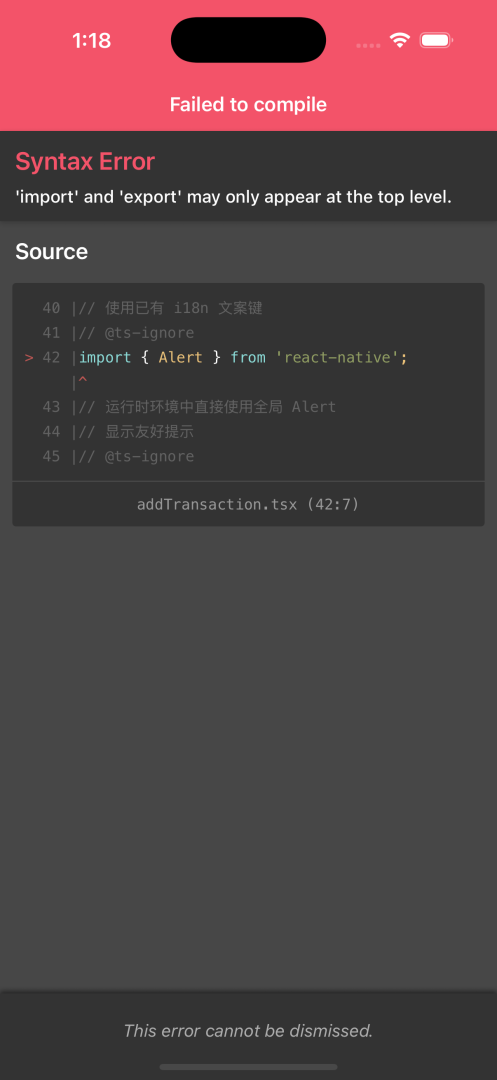 1:18
Failed to compile
Syntax Error
'import' and 'export' may only appear at the top level.
Source
40 |// 使用已有 i18n 文案键
41 |// @ts-ignore
> 42 |import { Alert } from 'react-native';
|^
43 |// 运行时环境中直接使用全局 Alert
44 |// 显示友好提示
45 |// @ts-ignore
addTransaction.tsx (42:7)
This error cannot be dismissed.